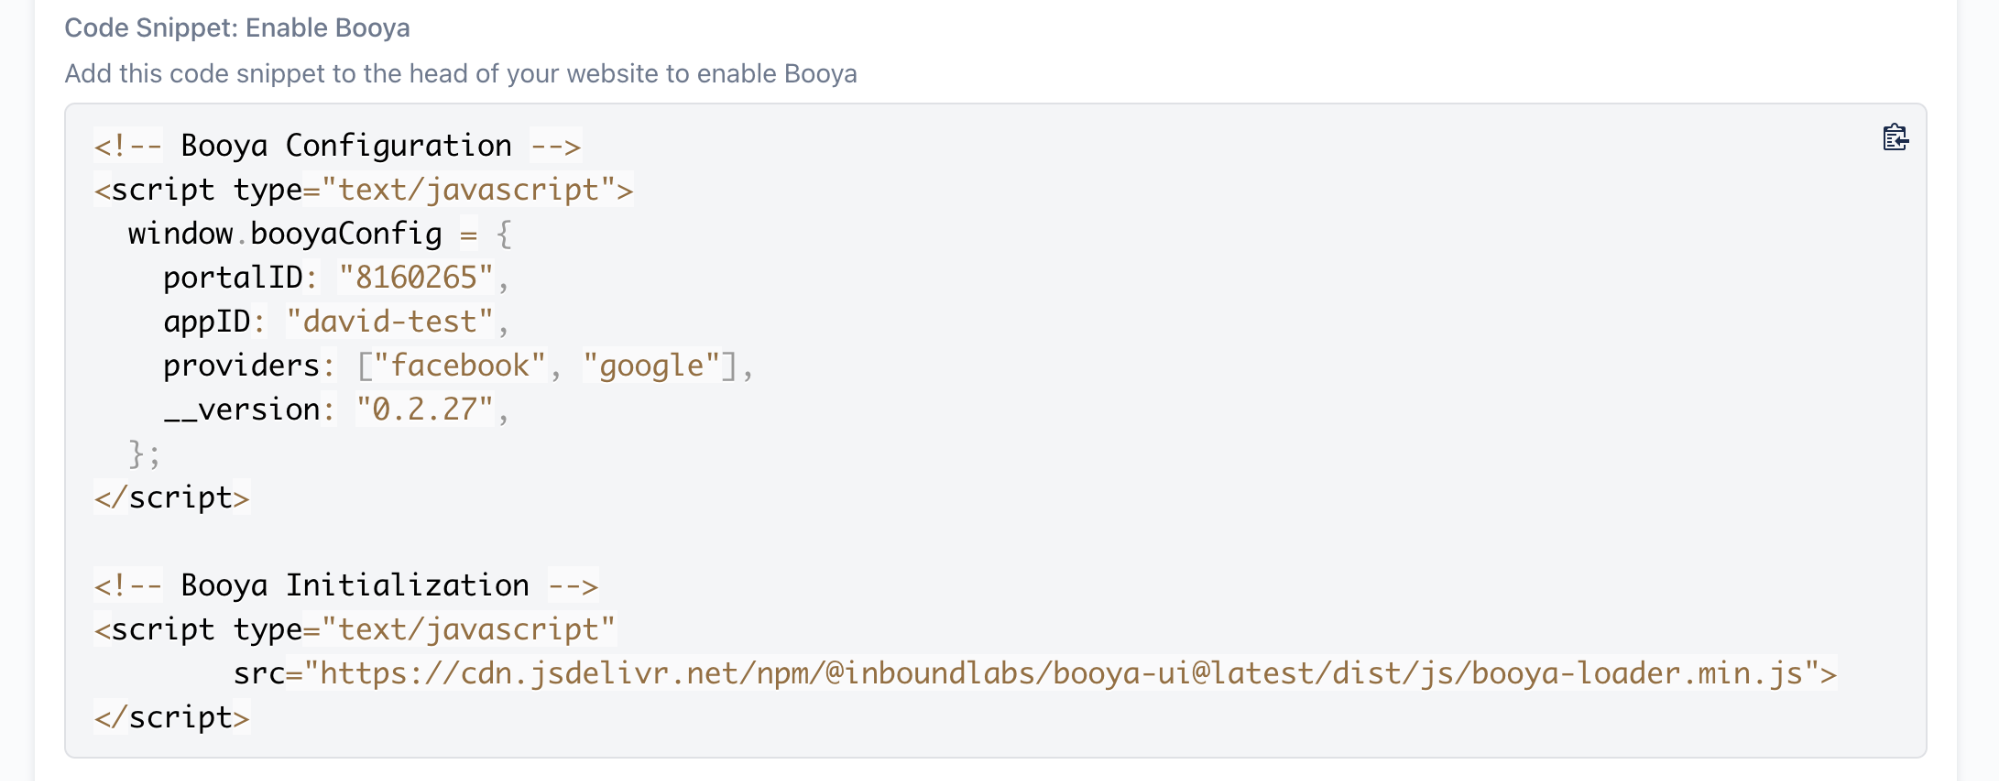 Code Snippet: Enable Booya
Add this code snippet to the head of your website to enable Booya
<!-- Booya Configuration -->
<script type="text/javascript">
  window.booyaConfig = {
    portalID: "8160265",
    appID: "david-test",
    providers: ["facebook", "google"],
    __version: "0.2.27",
  };
</script>

<!-- Booya Initialization -->
<script type="text/javascript"
        src="https://cdn.jsdelivr.net/npm/@inboundlabs/booya-ui@latest/dist/js/booya-loader.min.js">
</script>